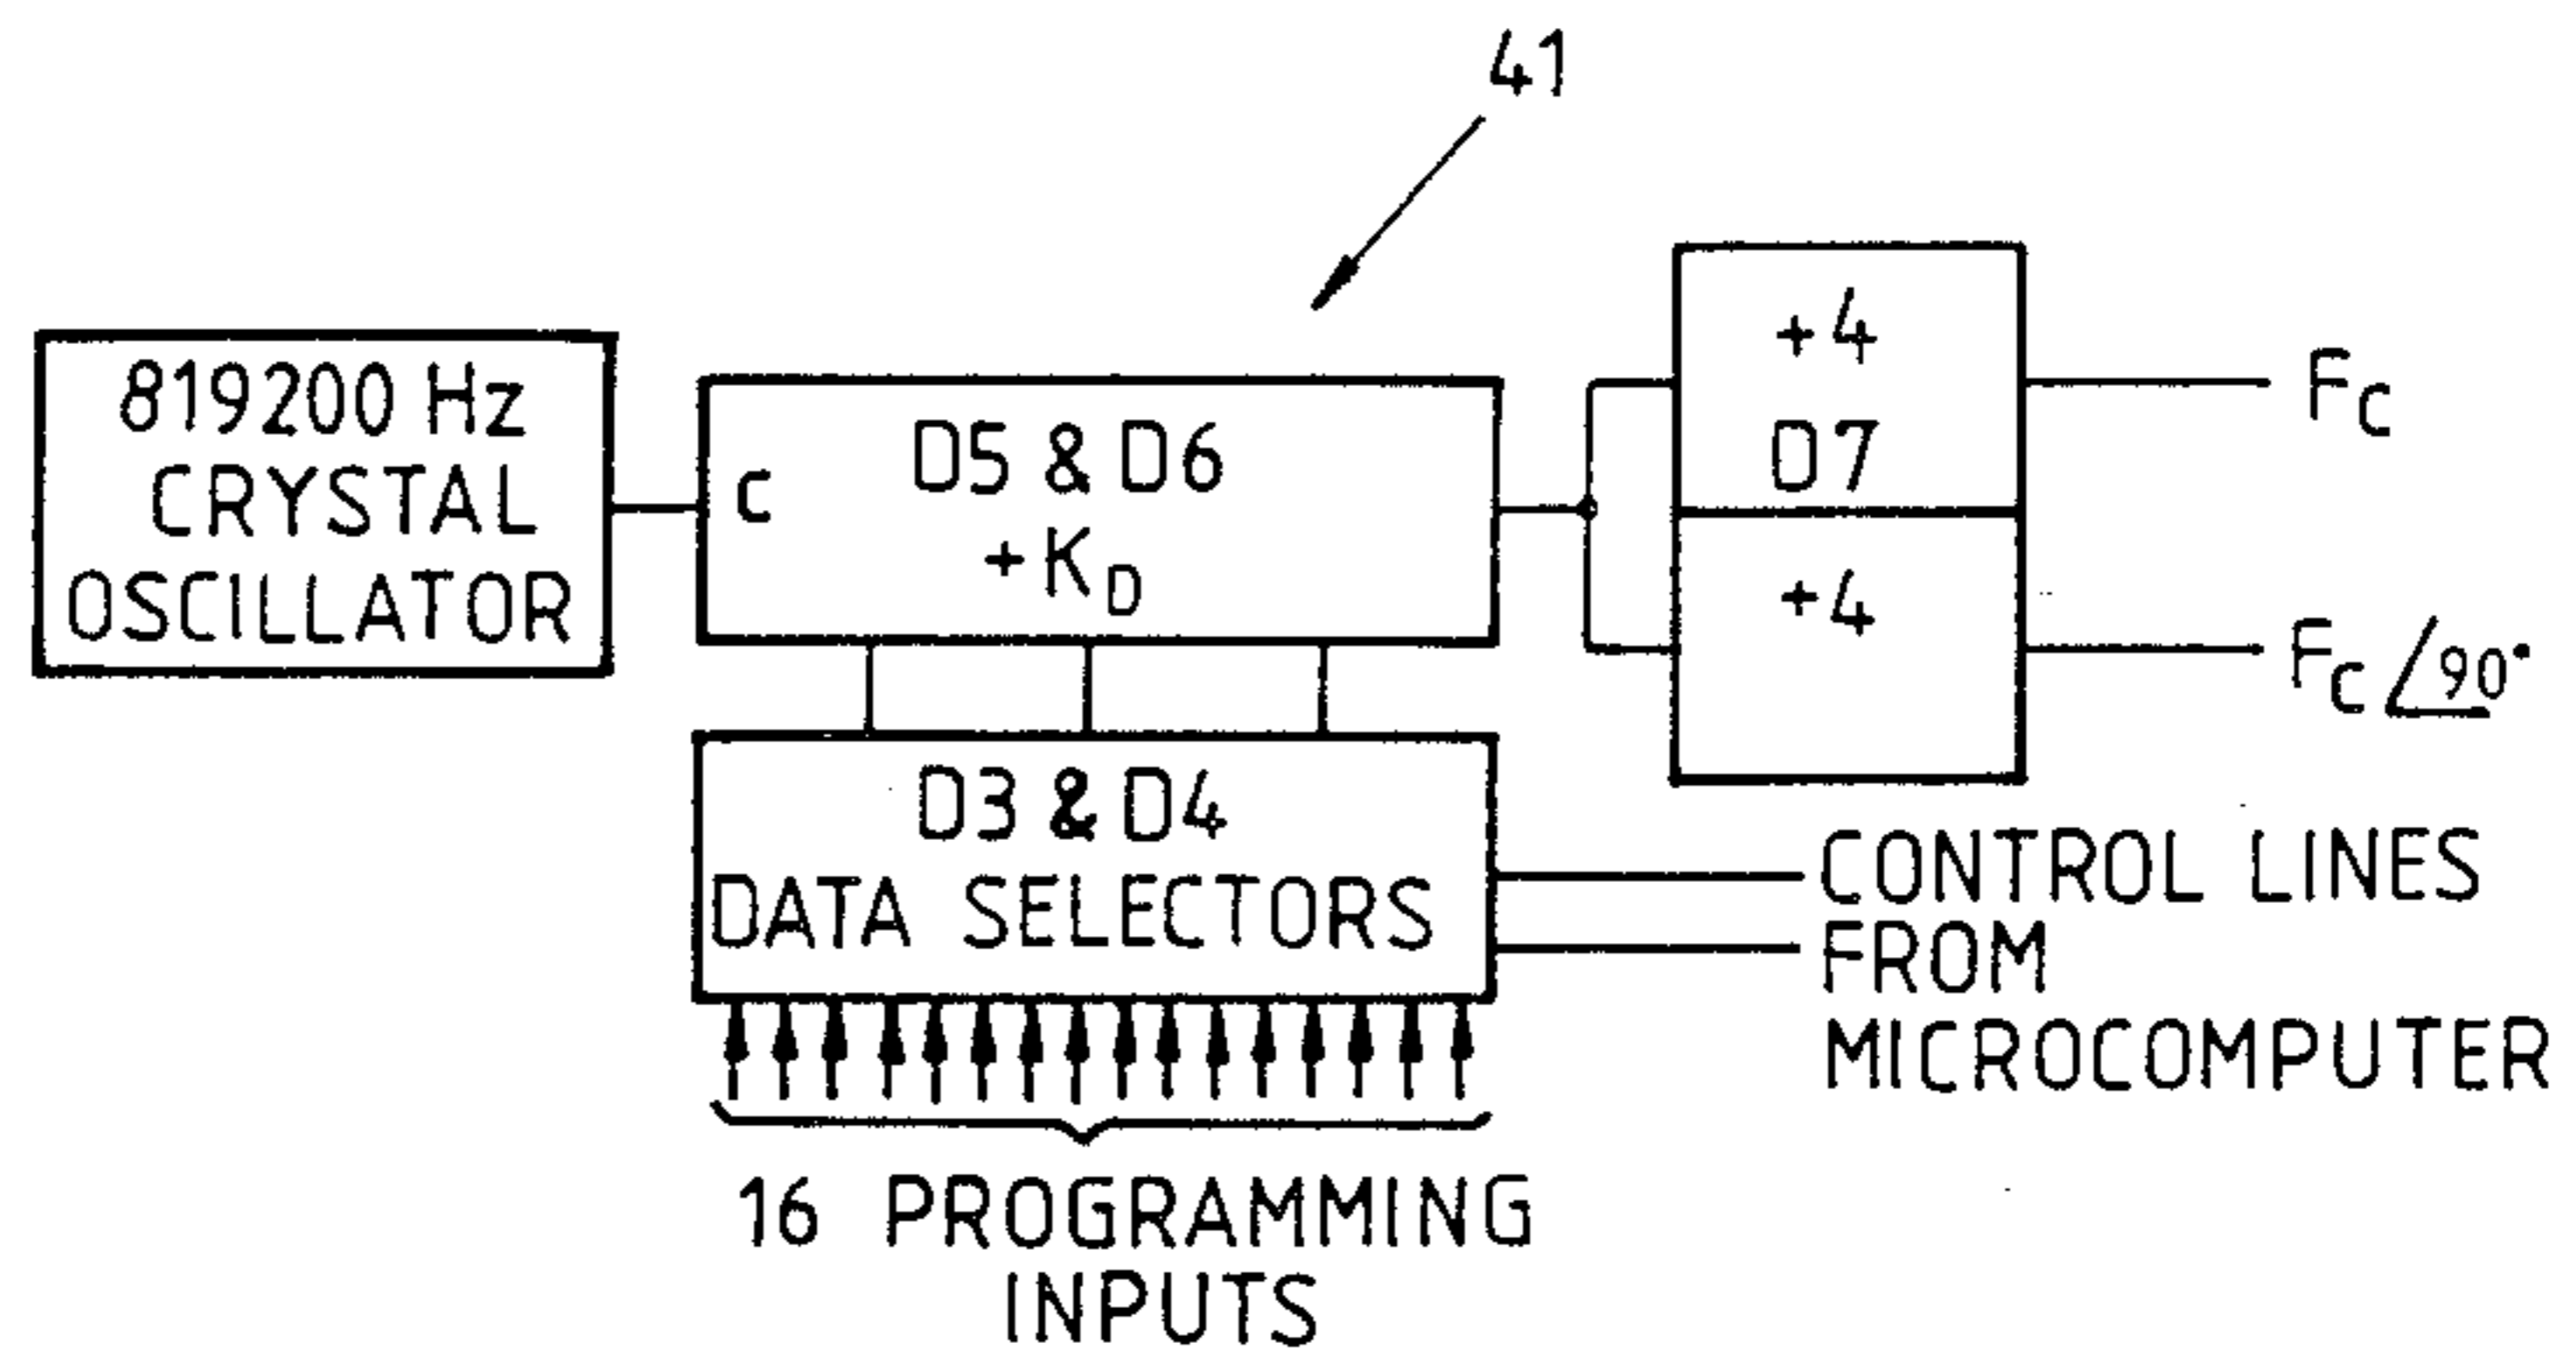 41
819200 Hz
CRYSTAL
OSCILLATOR
C
D5 & D6
+KD
+4
D7
+4
FC
FC ∠90°
D3 & D4
DATA SELECTORS
CONTROL LINES
FROM
MICROCOMPUTER
16 PROGRAMMING
INPUTS